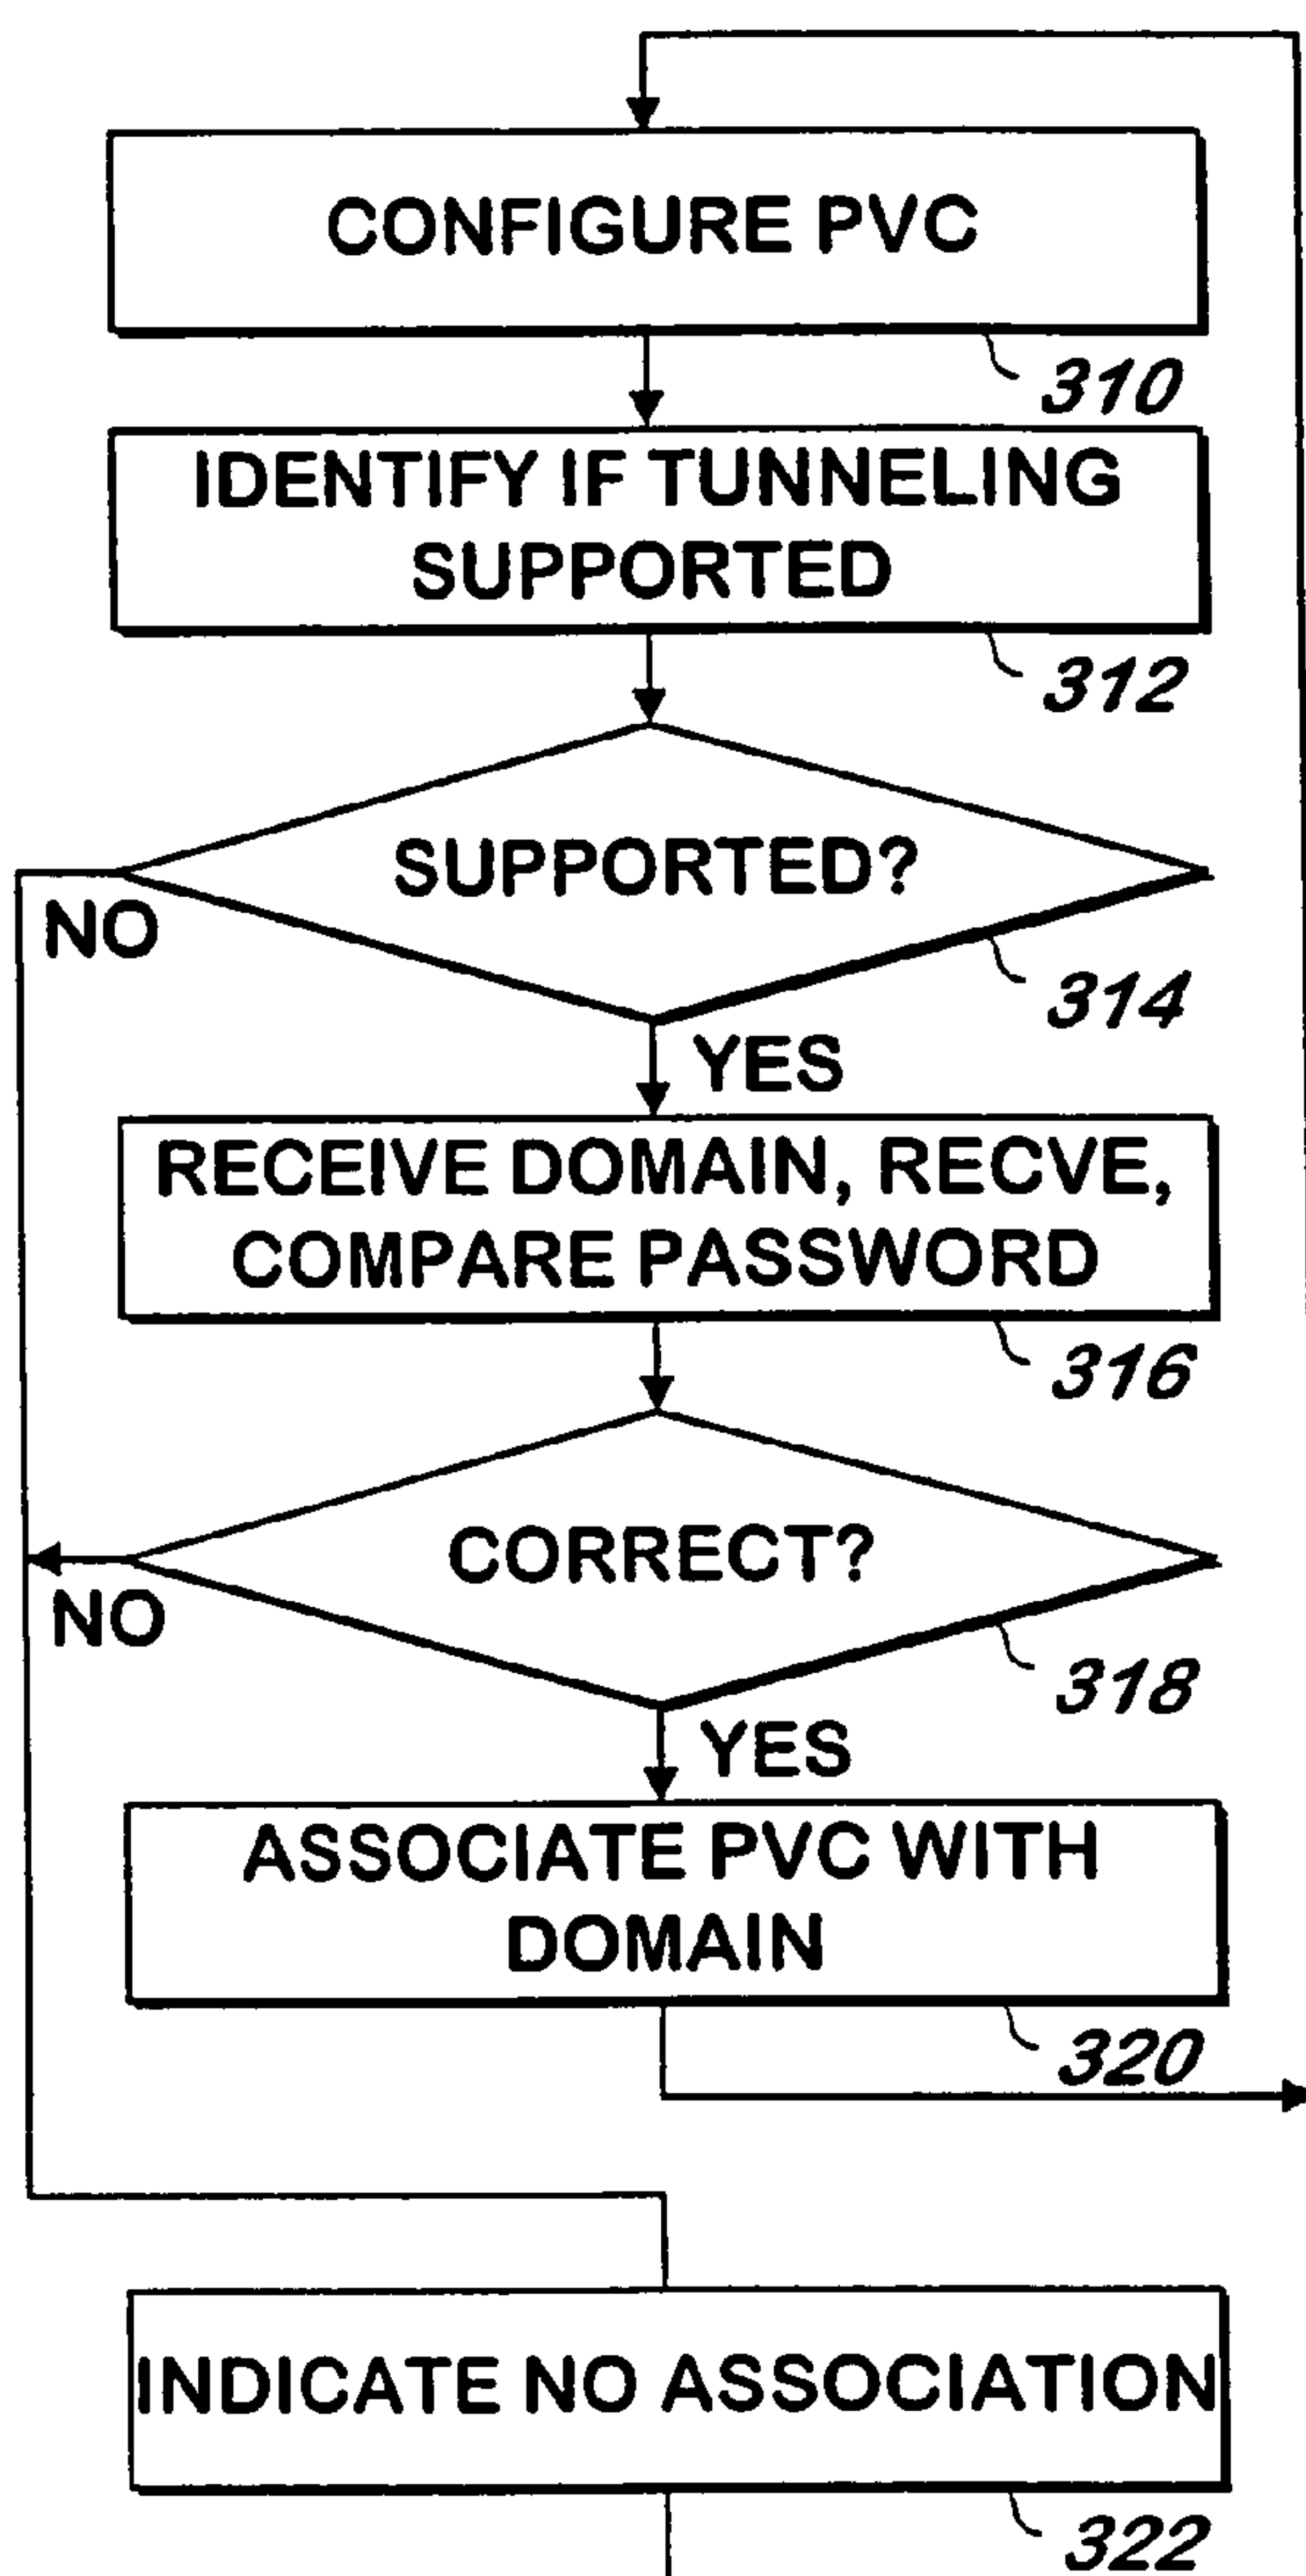 CONFIGURE PVC
310
IDENTIFY IF TUNNELING
SUPPORTED
312
SUPPORTED?
NO
314
YES
RECEIVE DOMAIN, RECVE,
COMPARE PASSWORD
316
CORRECT?
NO
318
YES
ASSOCIATE PVC WITH
DOMAIN
320
INDICATE NO ASSOCIATION
322